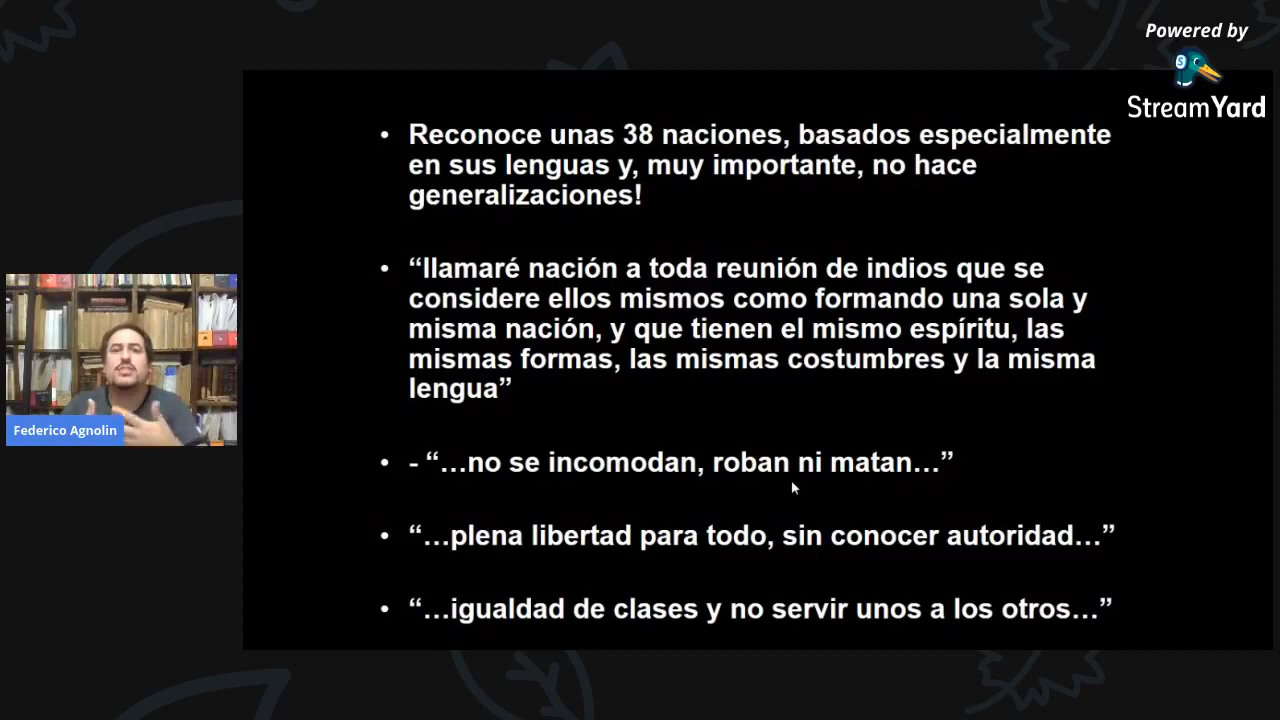 Powered by
StreamYard
• Reconoce unas 38 naciones, basados especialmente
en sus lenguas y, muy importante, no hace
generalizaciones!
• “llamaré nación a toda reunión de indios que se
considere ellos mismos como formando una sola y
misma nación, y que tienen el mismo espíritu, las
mismas formas, las mismas costumbres y la misma
lengua”
• - “…no se incomodan, roban ni matan…”
• “…plena libertad para todo, sin conocer autoridad…”
• “…igualdad de clases y no servir unos a los otros…”
Federico Agnolin